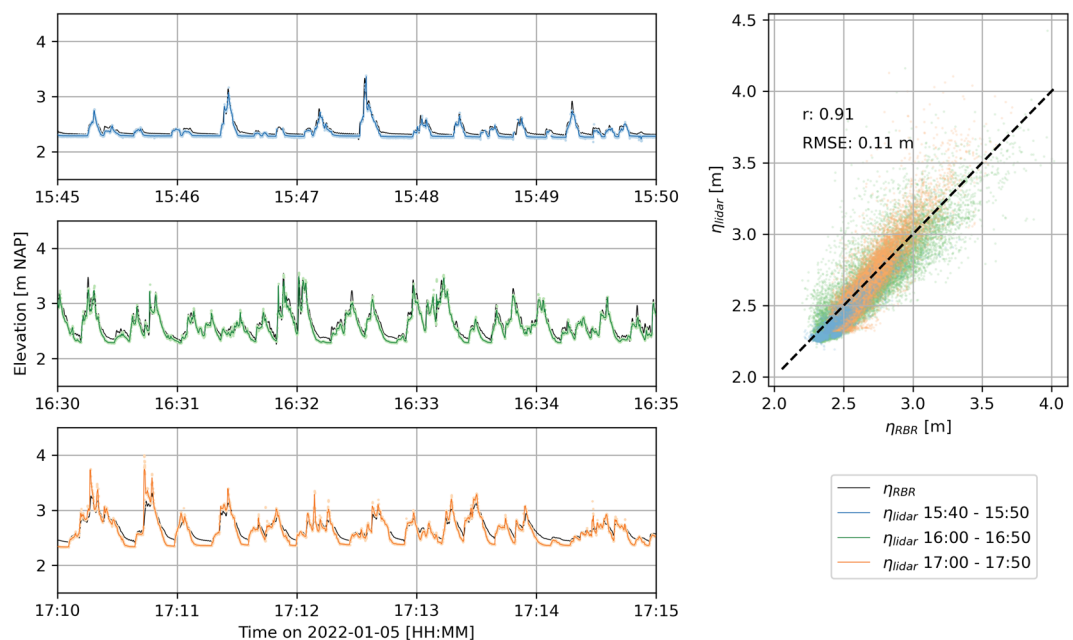 4
3
2
15:45 15:46 15:47 15:48 15:49 15:50
4
3
2
Elevation [m NAP]
16:30 16:31 16:32 16:33 16:34 16:35
4
3
2
17:10 17:11 17:12 17:13 17:14 17:15
Time on 2022-01-05 [HH:MM]
4.5
4.0
3.5
3.0
2.5
2.0
η_lidar [m]
r: 0.91
RMSE: 0.11 m
2.0 2.5 3.0 3.5 4.0
η_RBR [m]
η_RBR
η_lidar 15:40 - 15:50
η_lidar 16:00 - 16:50
η_lidar 17:00 - 17:50